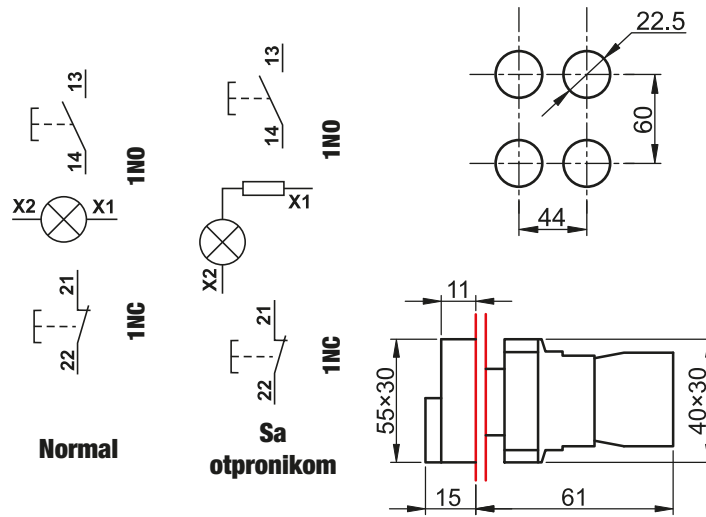 13
14
1NO
X2
X1
21
22
1NC
Normal
13
14
1NO
X1
X2
21
22
1NC
Sa
otpronikom
22.5
60
44
11
55×30
40×30
15
61